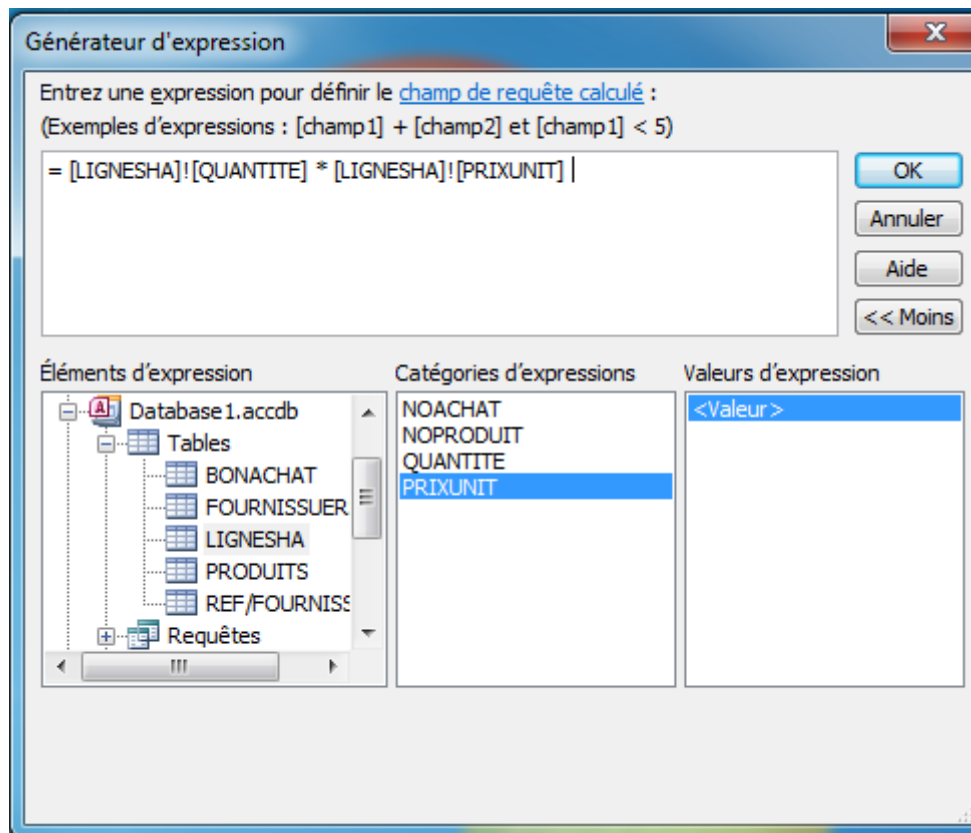 Générateur d'expression
Entrez une expression pour définir le champ de requête calculé :
(Exemples d'expressions : [champ1] + [champ2] et [champ1] < 5)
= [LIGNESHA]![QUANTITE] * [LIGNESHA]![PRIXUNIT]
OK
Annuler
Aide
<< Moins
Éléments d'expression
Database1.accdb
Tables
BONACHAT
FOURNISSUER
LIGNESHA
PRODUITS
REF/FOURNISS
Requêtes
Catégories d'expressions
NOACHAT
NOPRODUIT
QUANTITE
PRIXUNIT
Valeurs d'expression
<Valeur>